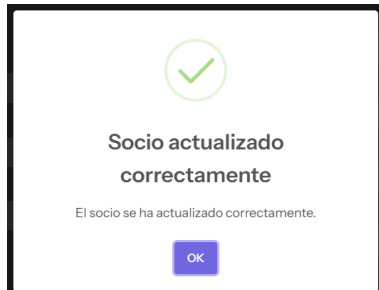 Socio actualizado
correctamente
El socio se ha actualizado correctamente.
OK